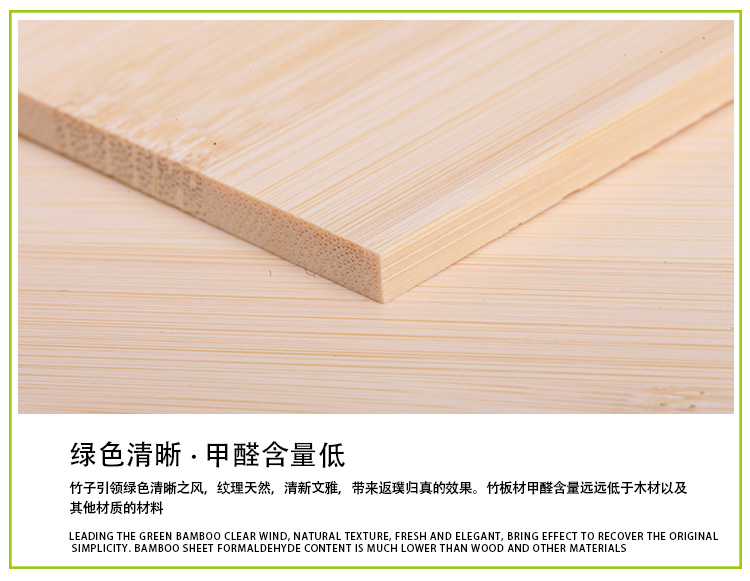 绿色清晰 · 甲醛含量低
竹子引领绿色清晰之风，纹理天然，清新文雅，带来返璞归真的效果。竹板材甲醛含量远远低于木材以及
其他材质的材料
LEADING THE GREEN BAMBOO CLEAR WIND, NATURAL TEXTURE, FRESH AND ELEGANT, BRING EFFECT TO RECOVER THE ORIGINAL
SIMPLICITY. BAMBOO SHEET FORMALDEHYDE CONTENT IS MUCH LOWER THAN WOOD AND OTHER MATERIALS